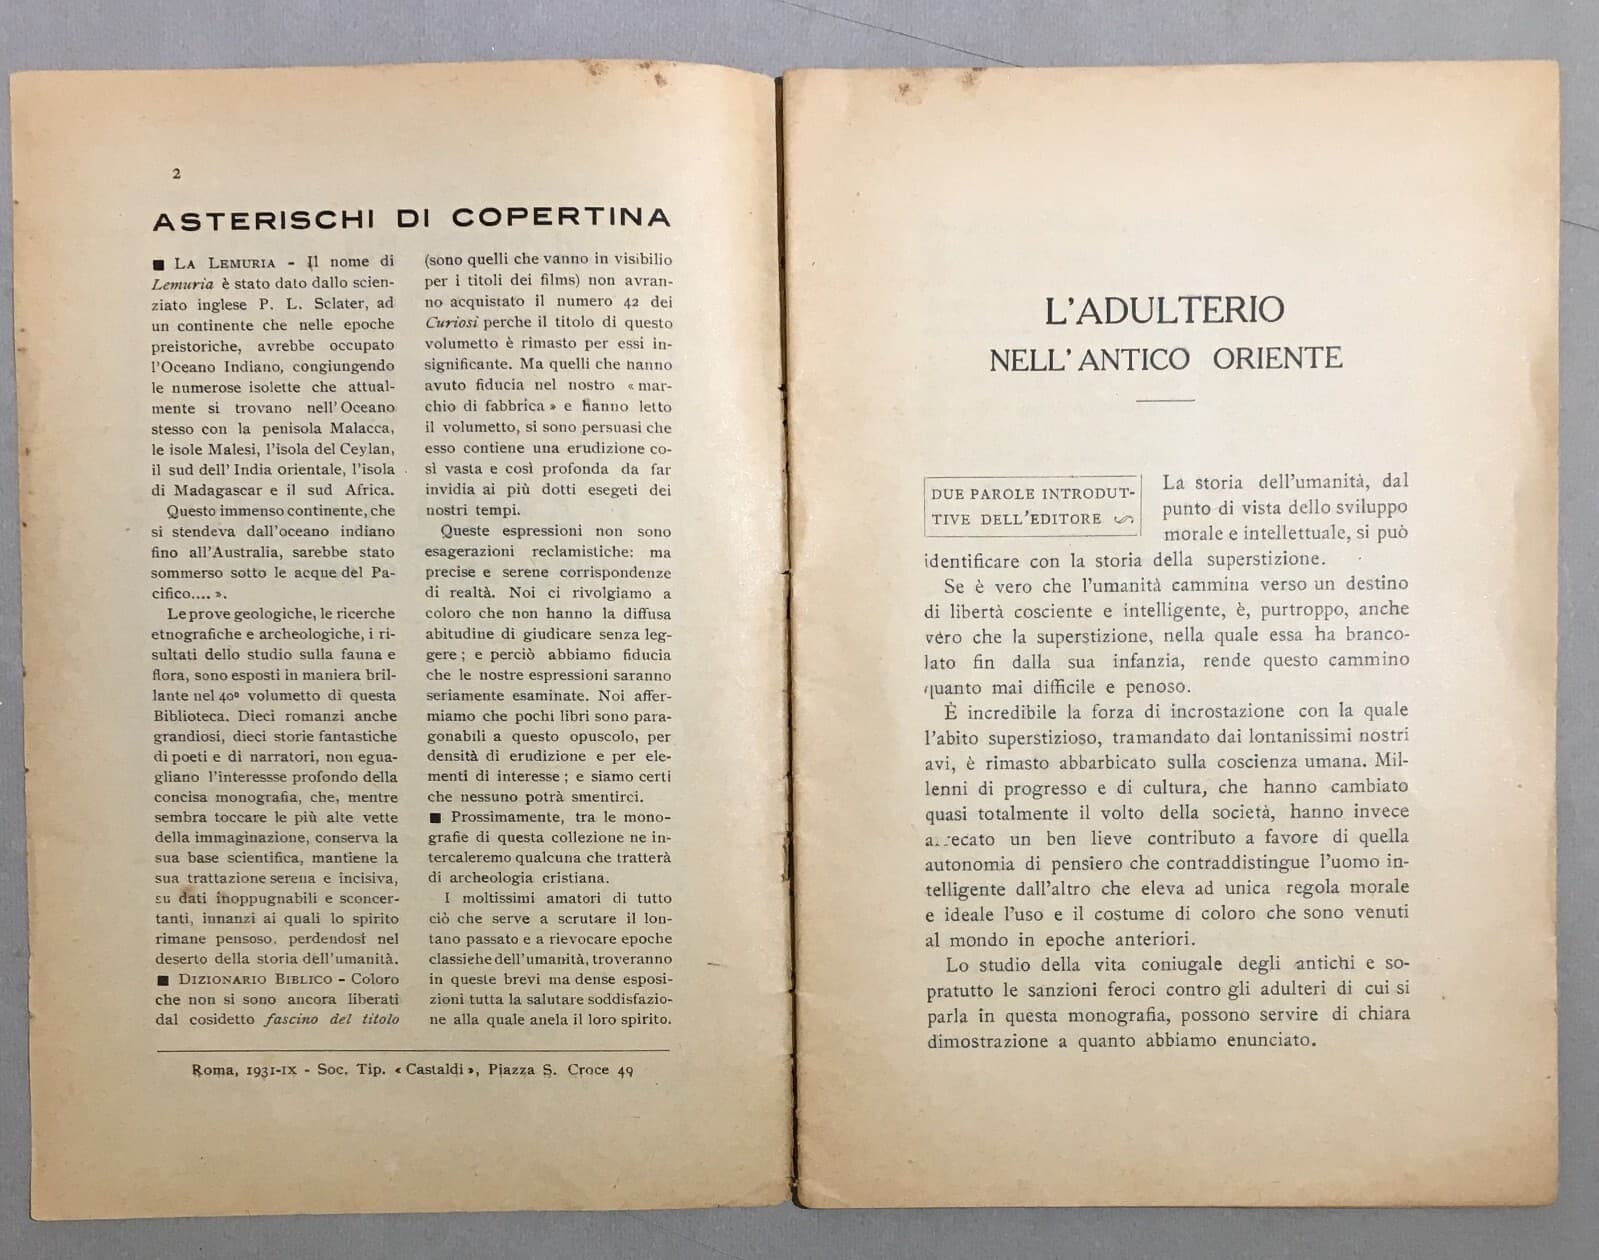 2
ASTERISCHI DI COPERTINA
■ La Lemuria - Il nome di
Lemuria è stato dato dallo scien-
ziato inglese P. L. Sclater, ad
un continente che nelle epoche
preistoriche, avrebbe occupato
l'Oceano Indiano, congiungendo
le numerose isolette che attual-
mente si trovano nell'Oceano
stesso con la penisola Malacca,
le isole Malesi, l'isola del Ceylan,
il sud dell'India orientale, l'isola
di Madagascar e il sud Africa.
Questo immenso continente, che
si stendeva dall'oceano indiano
fino all'Australia, sarebbe stato
sommerso sotto le acque del Pa-
cifico.... ».
Le prove geologiche, le ricerche
etnografiche e archeologiche, i ri-
sultati dello studio sulla fauna e
flora, sono esposti in maniera bril-
lante nel 40º volumetto di questa
Biblioteca. Dieci romanzi anche
grandiosi, dieci storie fantastiche
di poeti e di narratori, non egua-
gliano l'interessse profondo della
concisa monografia, che, mentre
sembra toccare le più alte vette
della immaginazione, conserva la
sua base scientifica, mantiene la
sua trattazione serena e incisiva,
su dati inoppugnabili e sconcer-
tanti, innanzi ai quali lo spirito
rimane pensoso, perdendosi nel
deserto della storia dell'umanità.
■ Dizionario Biblico - Coloro
che non si sono ancora liberati
dal cosidetto fascino del titolo
(sono quelli che vanno in visibilio
per i titoli dei films) non avran-
no acquistato il numero 42 dei
Curiosi perche il titolo di questo
volumetto è rimasto per essi in-
significante. Ma quelli che hanno
avuto fiducia nel nostro « mar-
chio di fabbrica » e hanno letto
il volumetto, si sono persuasi che
esso contiene una erudizione co-
sì vasta e così profonda da far
invidia ai più dotti esegeti dei
nostri tempi.
Queste espressioni non sono
esagerazioni reclamistiche: ma
precise e serene corrispondenze
di realtà. Noi ci rivolgiamo a
coloro che non hanno la diffusa
abitudine di giudicare senza leg-
gere ; e perciò abbiamo fiducia
che le nostre espressioni saranno
seriamente esaminate. Noi affer-
miamo che pochi libri sono para-
gonabili a questo opuscolo, per
densità di erudizione e per ele-
menti di interesse ; e siamo certi
che nessuno potrà smentirci.
■ Prossimamente, tra le mono-
grafie di questa collezione ne in-
tercaleremo qualcuna che tratterà
di archeologia cristiana.
I moltissimi amatori di tutto
ciò che serve a scrutare il lon-
tano passato e a rievocare epoche
classiehe dell'umanità, troveranno
in queste brevi ma dense esposi-
zioni tutta la salutare soddisfazio-
ne alla quale anela il loro spirito.
Roma, 1931-IX - Soc. Tip. « Castaldi », Piazza S. Croce 49
L'ADULTERIO
NELL'ANTICO ORIENTE
DUE PAROLE INTRODUT-
TIVE DELL'EDITORE
La storia dell'umanità, dal
punto di vista dello sviluppo
morale e intellettuale, si può
identificare con la storia della superstizione.
Se è vero che l'umanità cammina verso un destino
di libertà cosciente e intelligente, è, purtroppo, anche
vero che la superstizione, nella quale essa ha branco-
lato fin dalla sua infanzia, rende questo cammino
quanto mai difficile e penoso.
È incredibile la forza di incrostazione con la quale
l'abito superstizioso, tramandato dai lontanissimi nostri
avi, è rimasto abbarbicato sulla coscienza umana. Mil-
lenni di progresso e di cultura, che hanno cambiato
quasi totalmente il volto della società, hanno invece
arrecato un ben lieve contributo a favore di quella
autonomia di pensiero che contraddistingue l'uomo in-
telligente dall'altro che eleva ad unica regola morale
e ideale l'uso e il costume di coloro che sono venuti
al mondo in epoche anteriori.
Lo studio della vita coniugale degli antichi e so-
pratutto le sanzioni feroci contro gli adulteri di cui si
parla in questa monografia, possono servire di chiara
dimostrazione a quanto abbiamo enunciato.